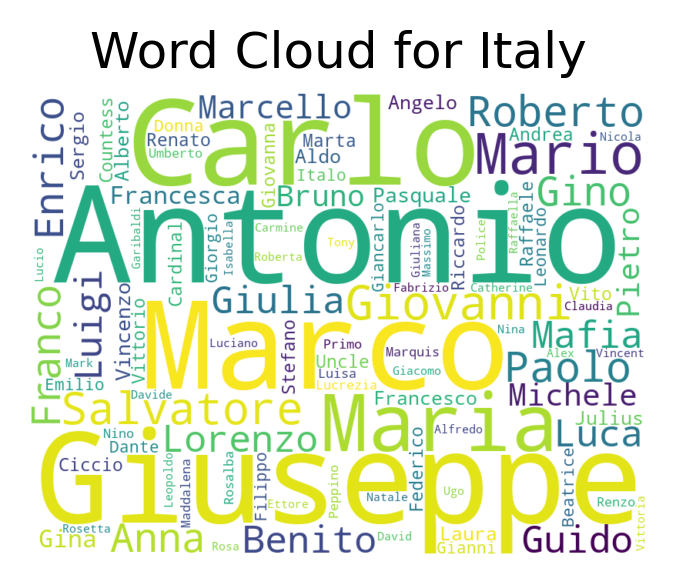 Word Cloud for Italy
Carlo
Marcello
Angelo
Roberto
Enrico
Sergio
Countess
Alberto
Donna
Renato
Umberto
Giovanna
Marta
Aldo
Italo
Andrea
Nicola
Mario
Antonio
Francesca
Bruno
Pasquale
Gino
Pietro
Garibaldi
Cardinal
Giorgio
Isabella
Carmine
Roberta
Tony
Giancarlo
Giuliana
Massimo
Riccardo
Police
Raffaella
Raffaele
Leonardo
Lucio
Luigi
Vincenzo
Vittorio
Giulia
Giovanni
Fabrizio
Catherine
Vito
Claudia
Franco
Mark
Emilio
Marco
Luciano
Stefano
Primo
Uncle
Luisa
Lucrezia
Marquis
Giacomo
Nina
Mafia
Paolo
Alex
Vincent
Davide
Salvatore
Francesco
Michele
Maria
Julius
Nino
Dante
Lorenzo
Alfredo
Luca
Giuseppe
Ciccio
Leopoldo
Maddalena
Rosalba
Filippo
Ettore
Peppino
Natale
Federico
Ugo
Beatrice
Renzo
Vittoria
Rosetta
Gina
Anna
Rosa
Benito
David
Laura
Gianni
Guido